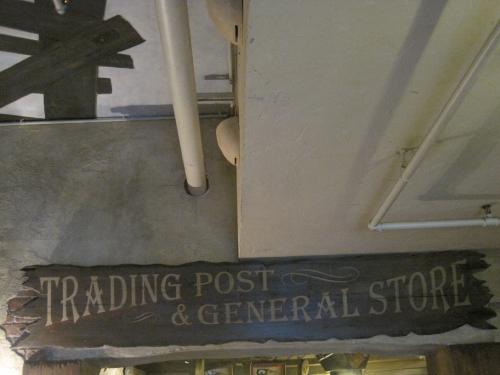 TRADING POST
& GENERAL STORE